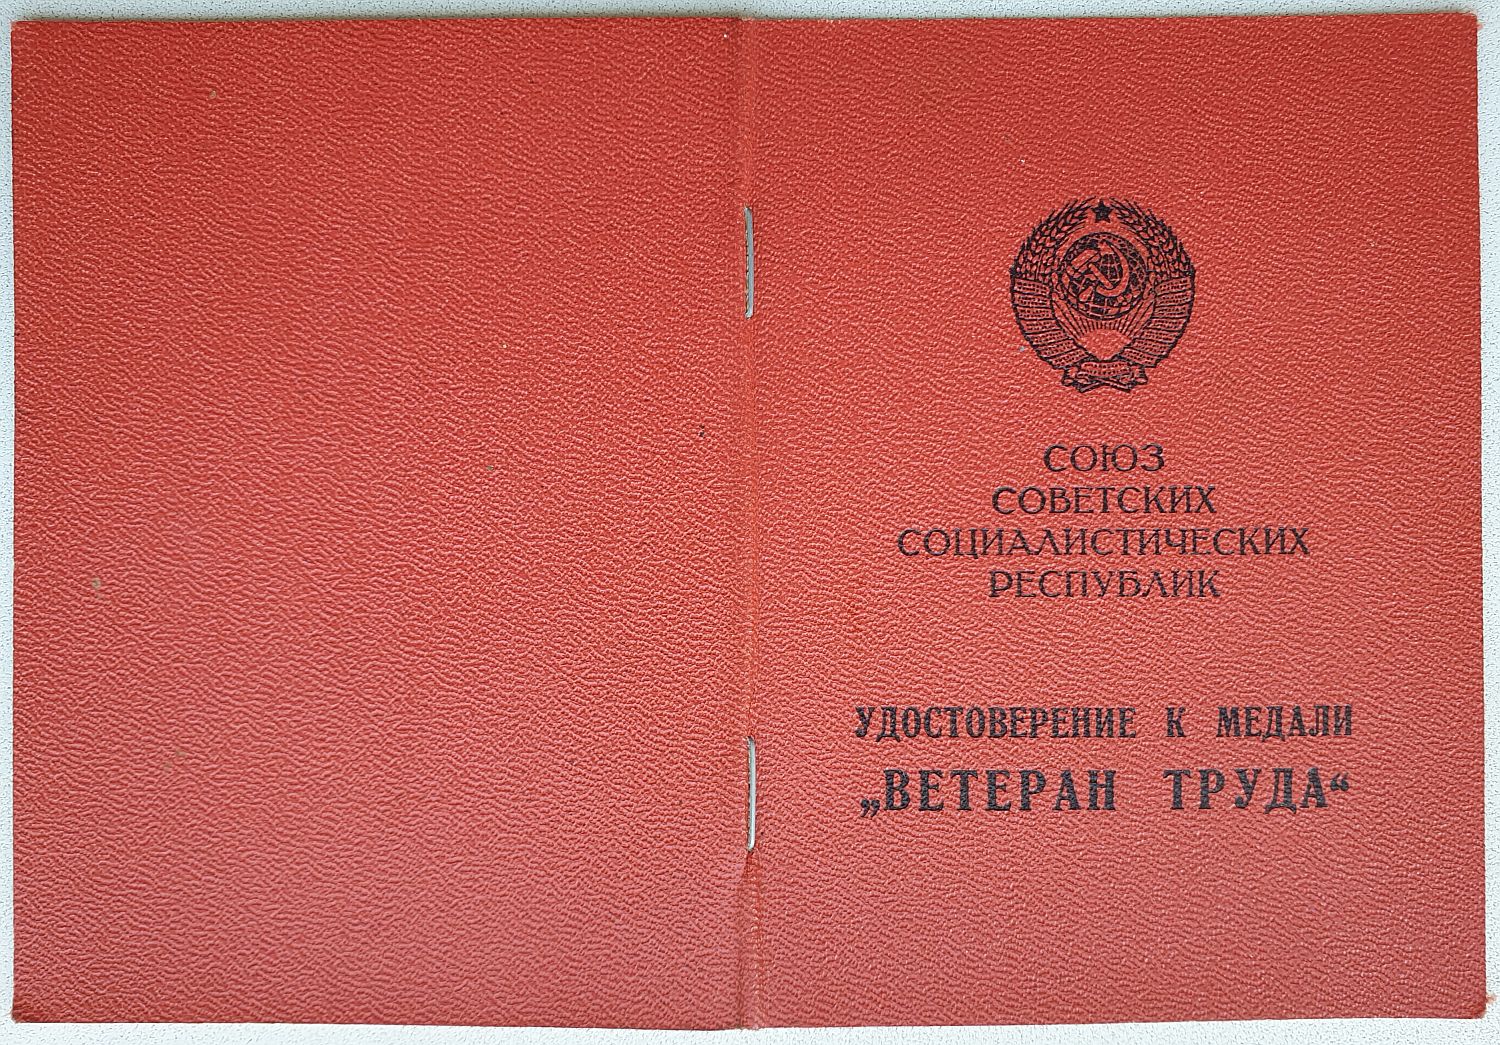 СОЮЗ
СОВЕТСКИХ
СОЦИАЛИСТИЧЕСКИХ
РЕСПУБЛИК
УДОСТОВЕРЕНИЕ К МЕДАЛИ
„ВЕТЕРАН ТРУДА“